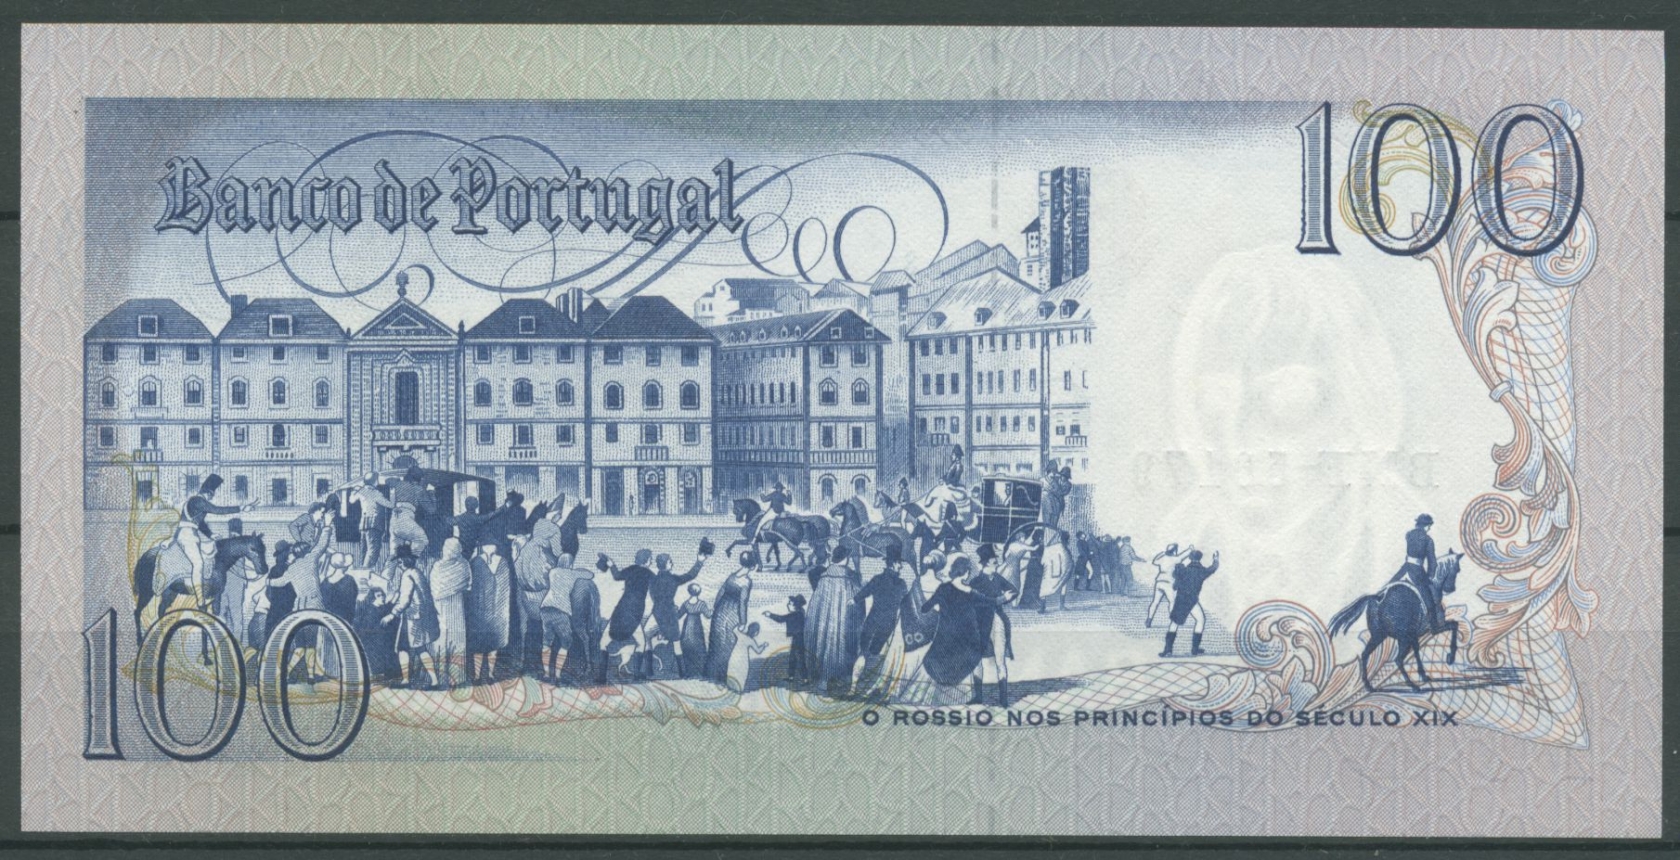 Banco de Portugal
100
100
O ROSSIO NOS PRINCÍPIOS DO SÉCULO XIX